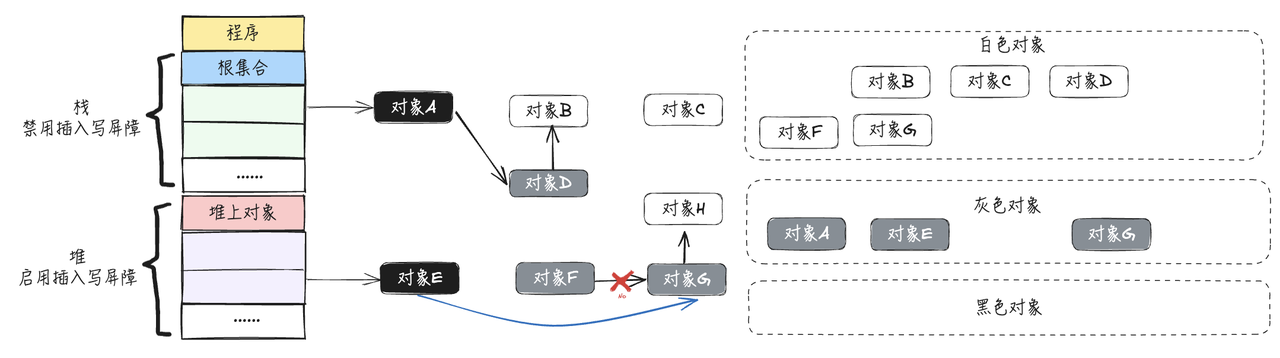 程序
根集合
栈
禁用插入写屏障
......
堆上对象
堆
启用插入写屏障
......
对象A
对象B
对象C
对象D
对象H
对象E
对象F
NO
对象G
白色对象
对象B 对象C 对象D
对象F 对象G
灰色对象
对象A 对象E 对象G
黑色对象